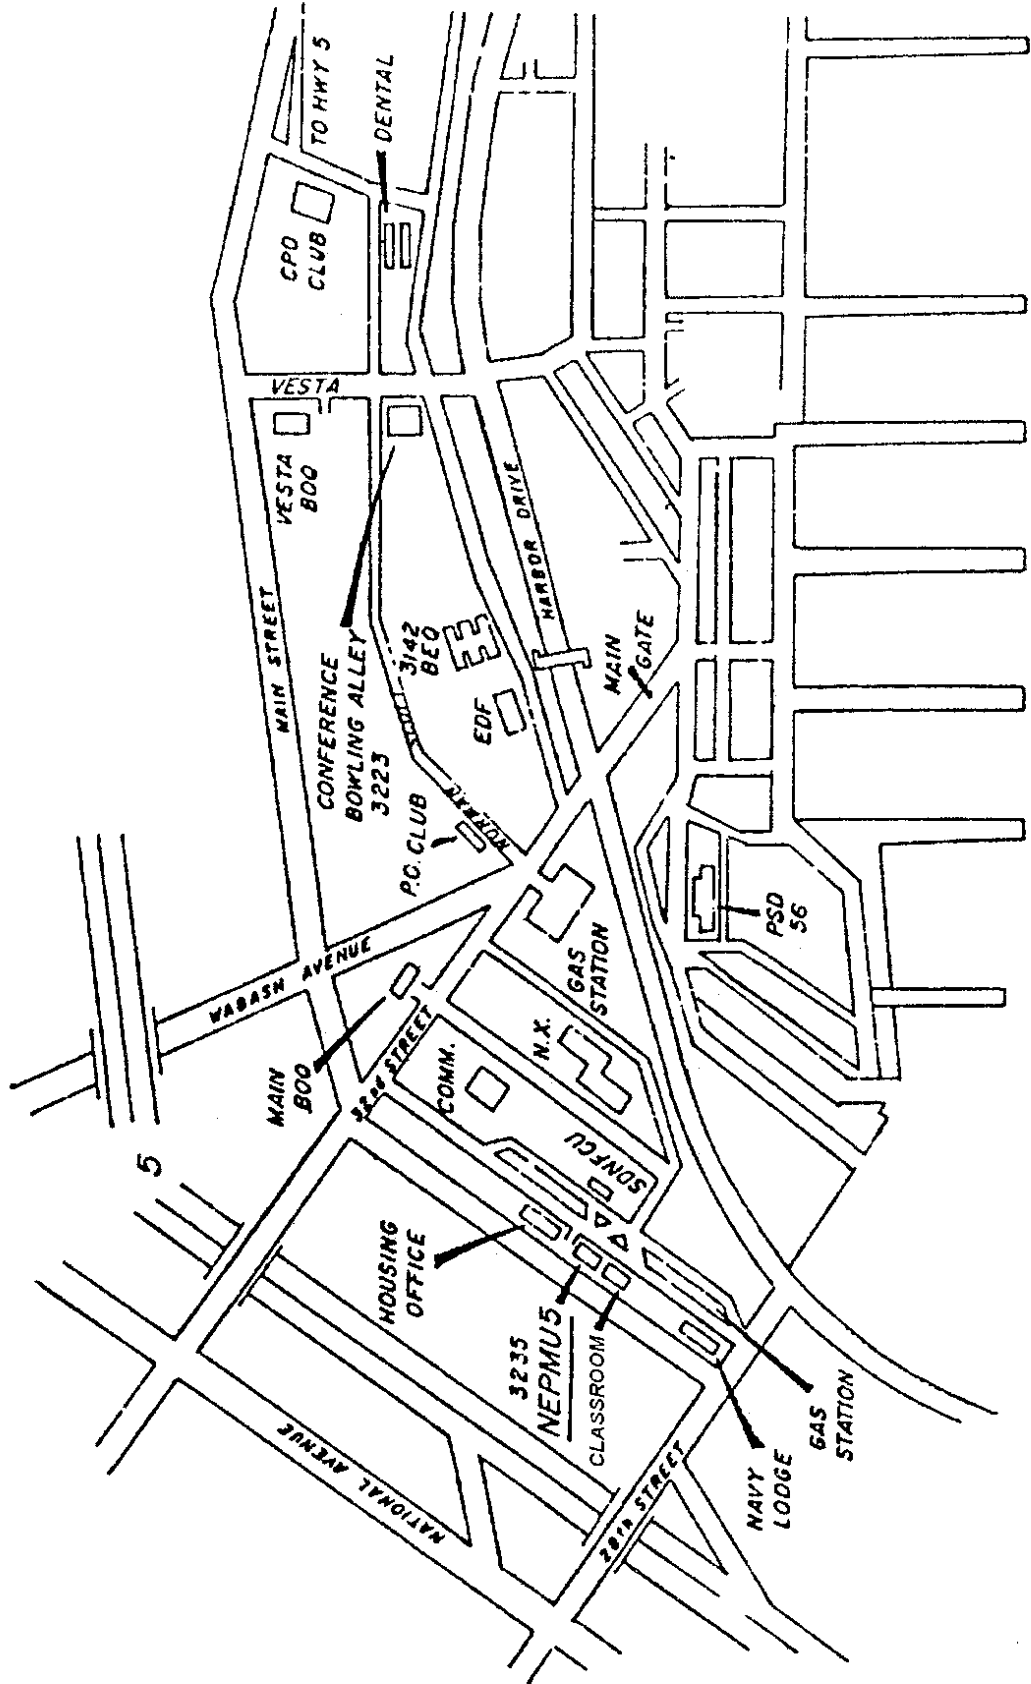 TO HWY 5
DENTAL
CPO
CLUB
VESTA
VESTA
BOQ
HARBOR DRIVE
MAIN STREET
CONFERENCE
BOWLING ALLEY
3223
3142
BEQ
EDF
MAIN
GATE
P.O. CLUB
NORMAN SCOTT
WABASH AVENUE
GAS
STATION
PSD
56
MAIN
BOQ
32nd STREET
COMM.
N.X.
SDNFCU
5
HOUSING
OFFICE
3235
NEPMU5
CLASSROOM
NATIONAL AVENUE
28th STREET
NAVY
LODGE
GAS
STATION